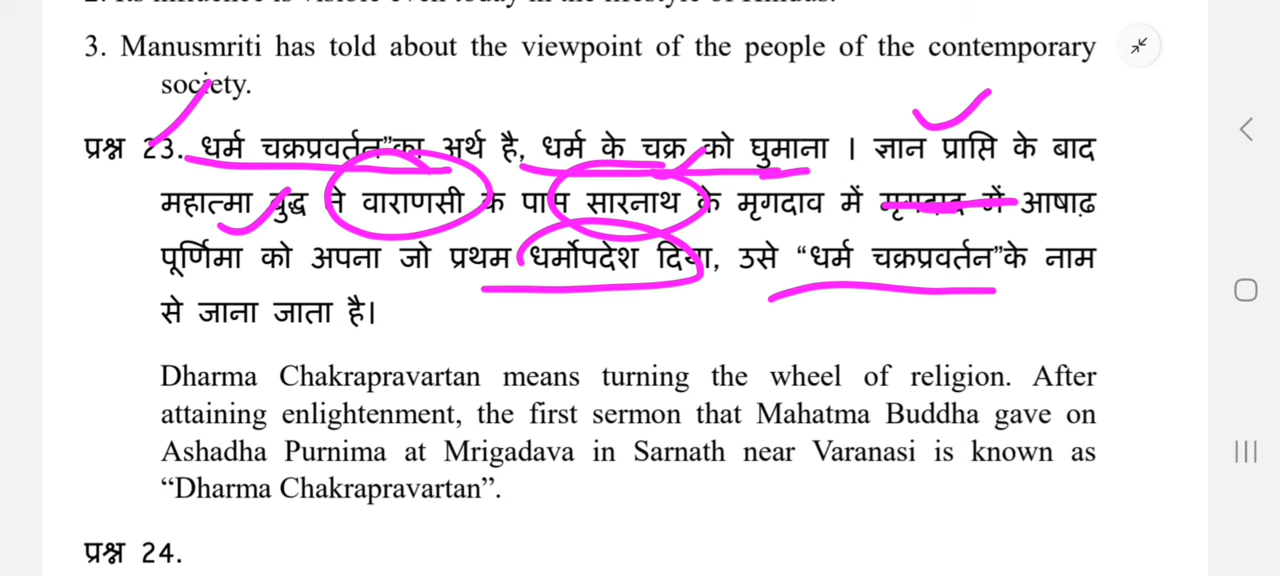 3. Manusmriti has told about the viewpoint of the people of the contemporary
society.
प्रश्न 23. धर्म चक्रप्रवर्तन”का अर्थ है, धर्म के चक्र को घुमाना । ज्ञान प्राप्ति के बाद
महात्मा बुद्ध ने वाराणसी के पास सारनाथ के मृगदाव में मृगदाद में आषाढ़
पूर्णिमा को अपना जो प्रथम धर्मोपदेश दिया, उसे “धर्म चक्रप्रवर्तन”के नाम
से जाना जाता है।
Dharma Chakrapravartan means turning the wheel of religion. After
attaining enlightenment, the first sermon that Mahatma Buddha gave on
Ashadha Purnima at Mrigadava in Sarnath near Varanasi is known as
“Dharma Chakrapravartan”.
प्रश्न 24.